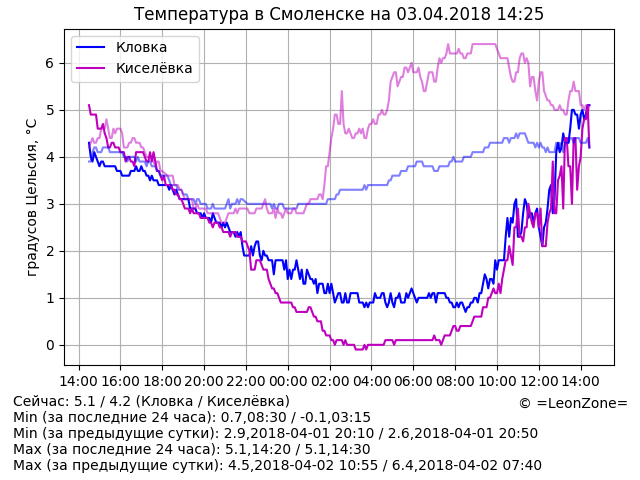 Температура в Смоленске на 03.04.2018 14:25
Кловка
Киселёвка
градусов Цельсия, °C
6
5
4
3
2
1
0
14:00 16:00 18:00 20:00 22:00 00:00 02:00 04:00 06:00 08:00 10:00 12:00 14:00
Сейчас: 5.1 / 4.2 (Кловка / Киселёвка)
© =LeonZone=
Min (за последние 24 часа): 0.7,08:30 / -0.1,03:15
Min (за предыдущие сутки): 2.9,2018-04-01 20:10 / 2.6,2018-04-01 20:50
Max (за последние 24 часа): 5.1,14:20 / 5.1,14:30
Max (за предыдущие сутки): 4.5,2018-04-02 10:55 / 6.4,2018-04-02 07:40